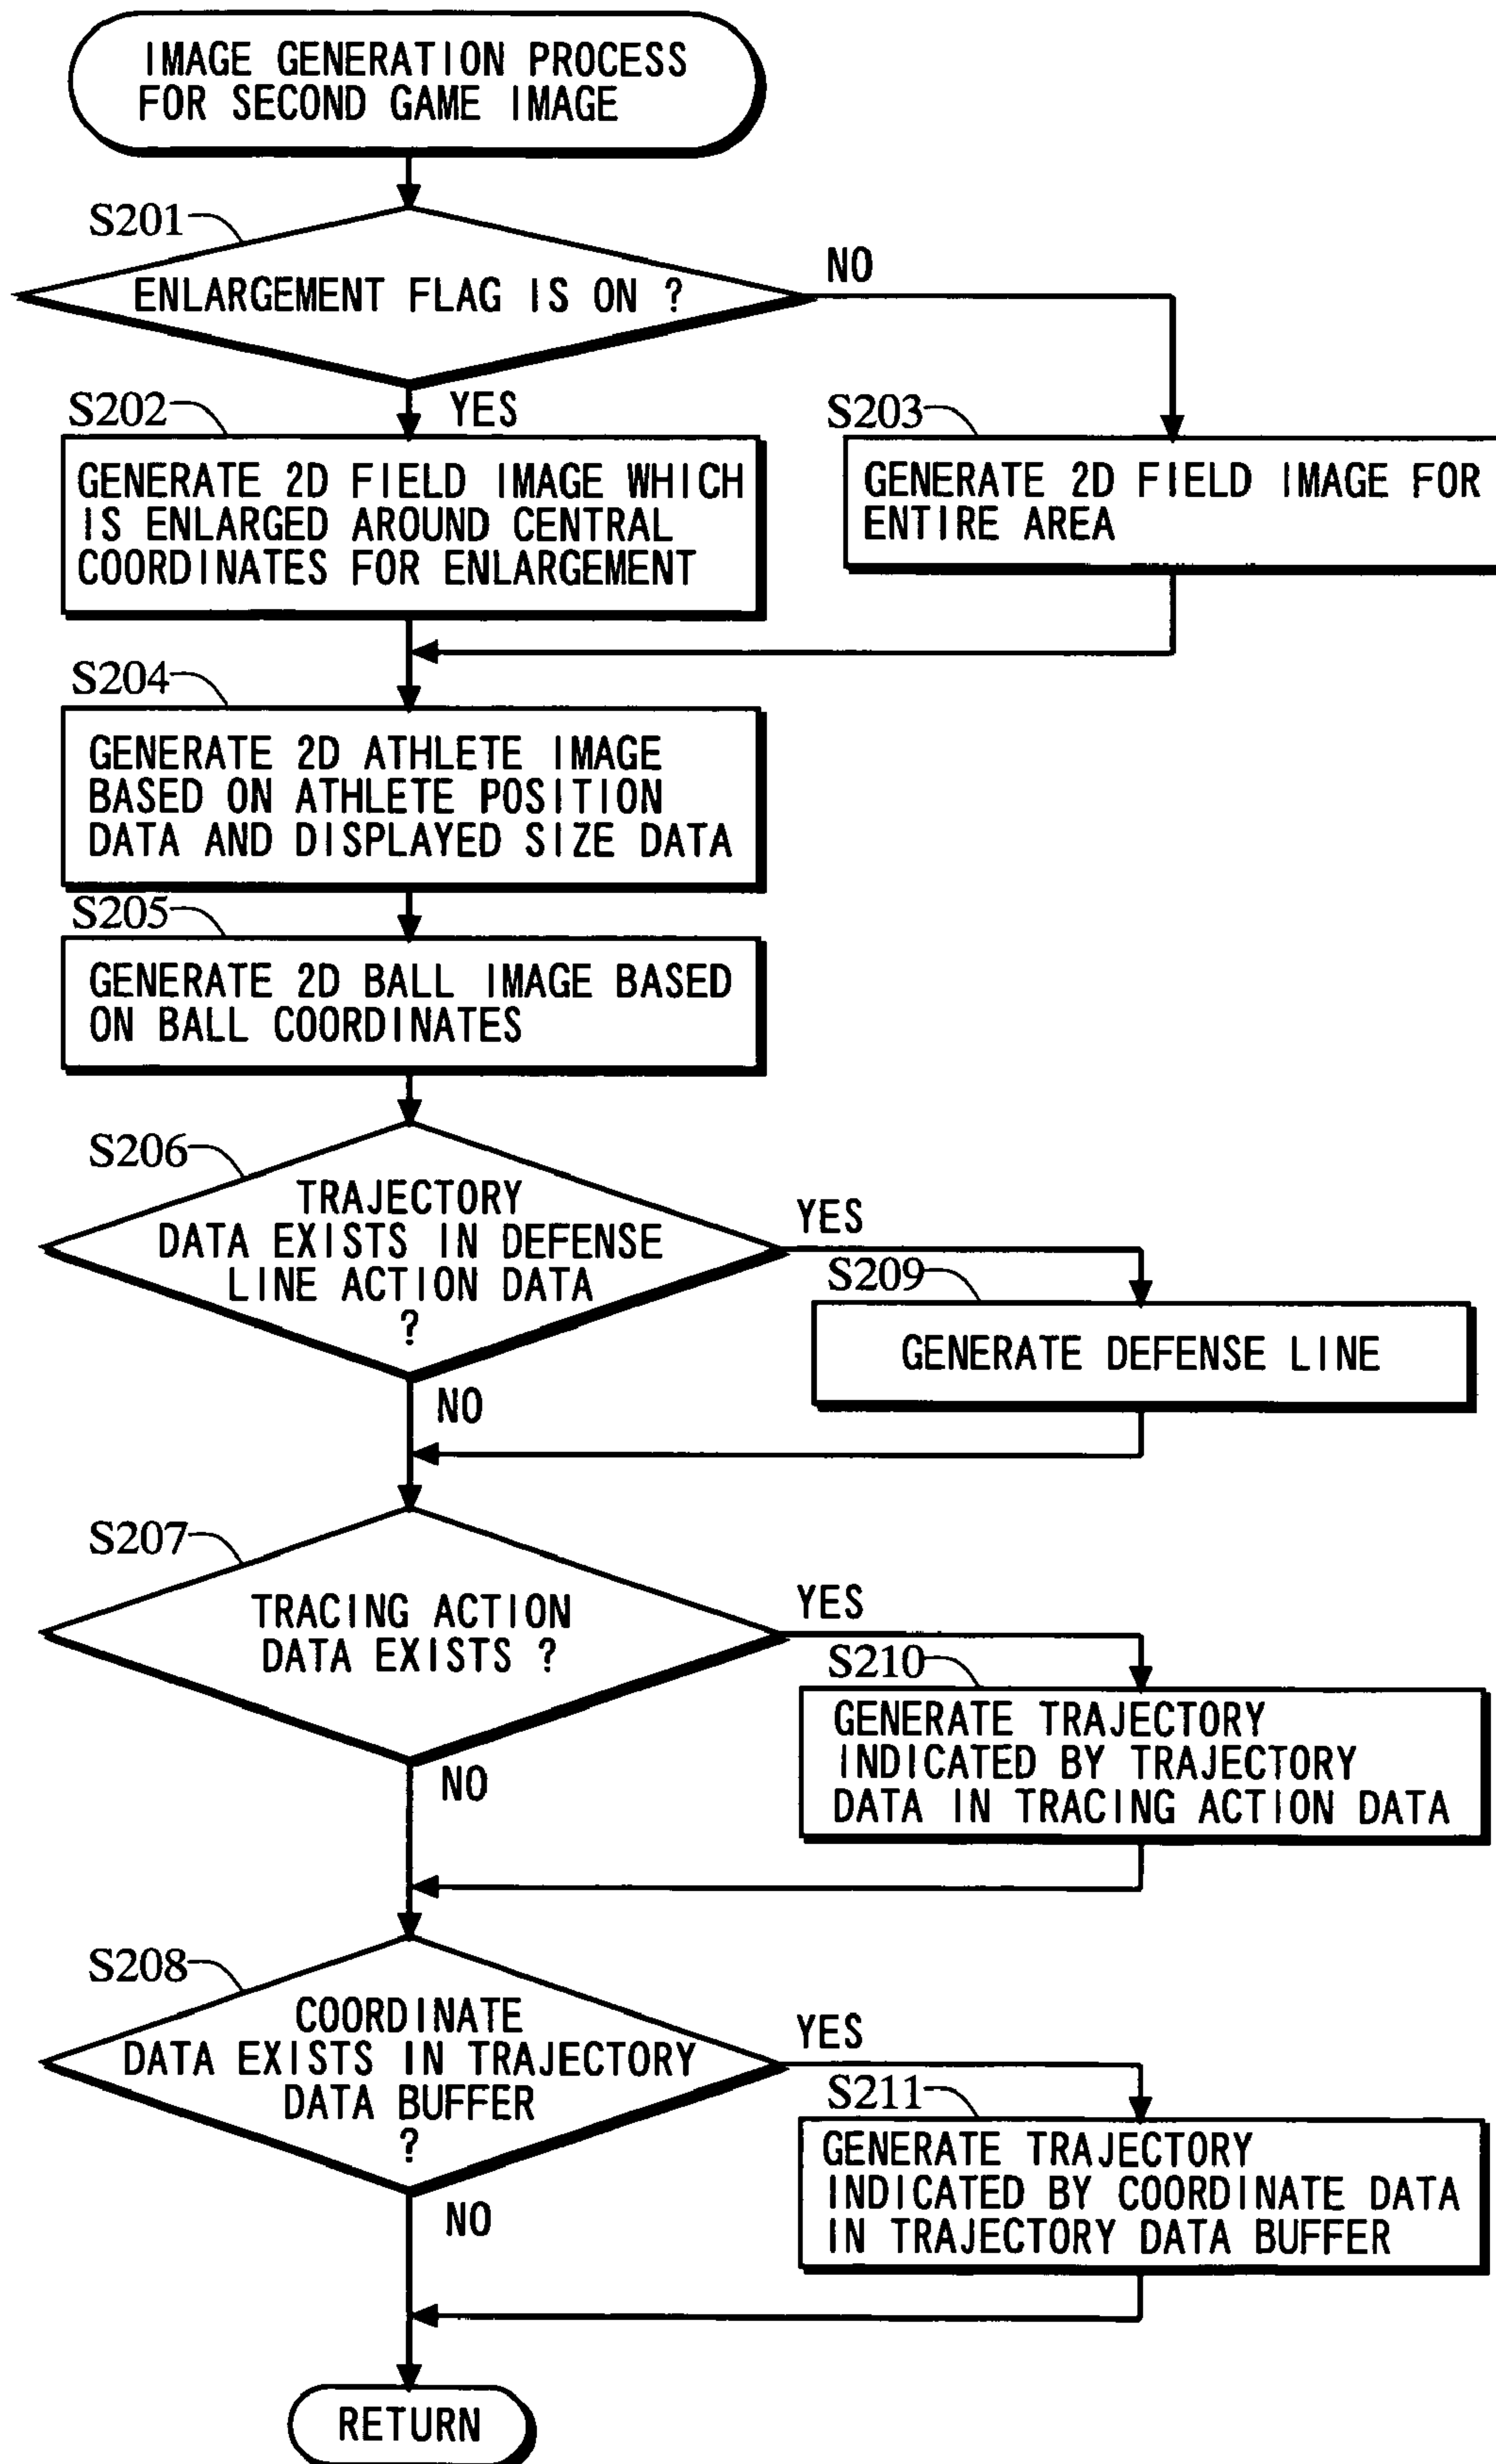 IMAGE GENERATION PROCESS
FOR SECOND GAME IMAGE
S201
ENLARGEMENT FLAG IS ON ?
NO
YES
S202
GENERATE 2D FIELD IMAGE WHICH
IS ENLARGED AROUND CENTRAL
COORDINATES FOR ENLARGEMENT
S203
GENERATE 2D FIELD IMAGE FOR
ENTIRE AREA
S204
GENERATE 2D ATHLETE IMAGE
BASED ON ATHLETE POSITION
DATA AND DISPLAYED SIZE DATA
S205
GENERATE 2D BALL IMAGE BASED
ON BALL COORDINATES
S206
TRAJECTORY
DATA EXISTS IN DEFENSE
LINE ACTION DATA
?
YES
S209
GENERATE DEFENSE LINE
NO
S207
TRACING ACTION
DATA EXISTS ?
YES
S210
GENERATE TRAJECTORY
INDICATED BY TRAJECTORY
DATA IN TRACING ACTION DATA
NO
S208
COORDINATE
DATA EXISTS IN TRAJECTORY
DATA BUFFER
?
YES
S211
GENERATE TRAJECTORY
INDICATED BY COORDINATE DATA
IN TRAJECTORY DATA BUFFER
NO
RETURN